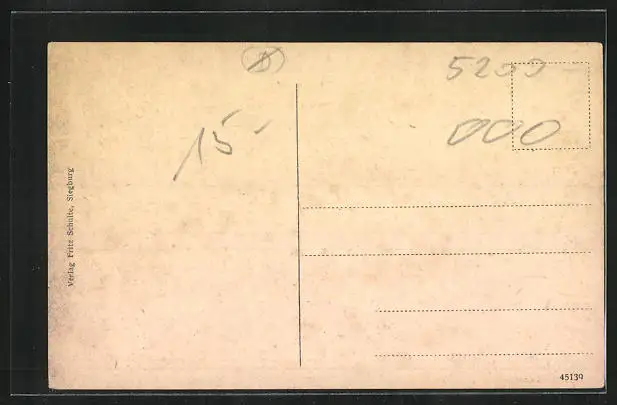 5200
15,-
000
Verlag Fritz Schulte, Siegburg
45139